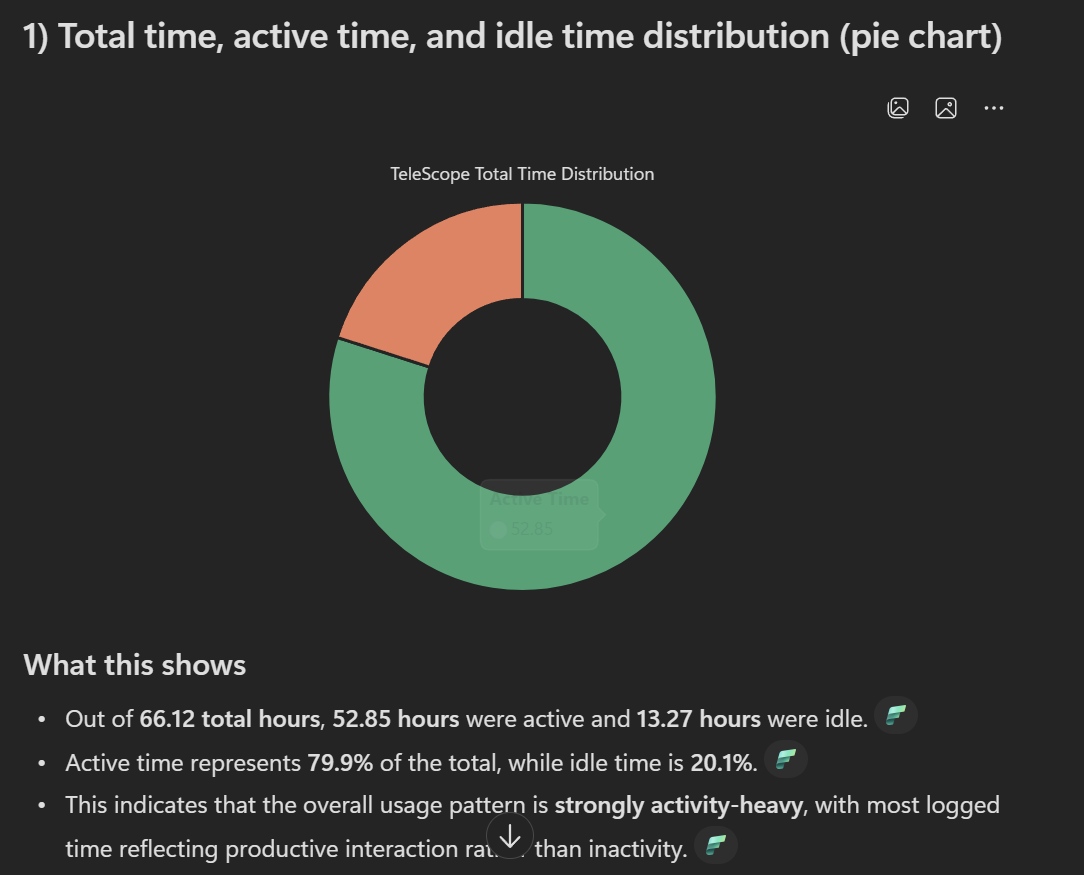 1) Total time, active time, and idle time distribution (pie chart)
TeleScope Total Time Distribution
Active Time
52.85
What this shows
• Out of 66.12 total hours, 52.85 hours were active and 13.27 hours were idle.
• Active time represents 79.9% of the total, while idle time is 20.1%.
• This indicates that the overall usage pattern is strongly activity-heavy, with most logged
time reflecting productive interaction than inactivity.